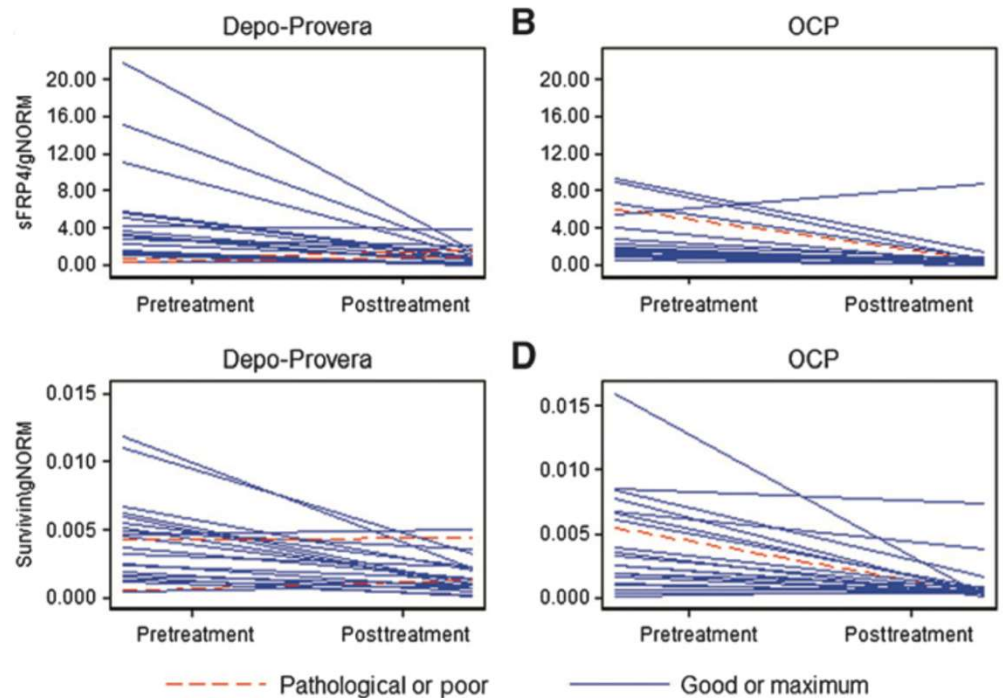 Depo-Provera
B
OCP
sFRP4/gNORM
20.00
16.00
12.00
8.00
4.00
0.00
Pretreatment
Posttreatment
20.00
16.00
12.00
8.00
4.00
0.00
Pretreatment
Posttreatment
Depo-Provera
D
OCP
Survivin\gNORM
0.015
0.010
0.005
0.000
Pretreatment
Posttreatment
0.015
0.010
0.005
0.000
Pretreatment
Posttreatment
Pathological or poor
Good or maximum